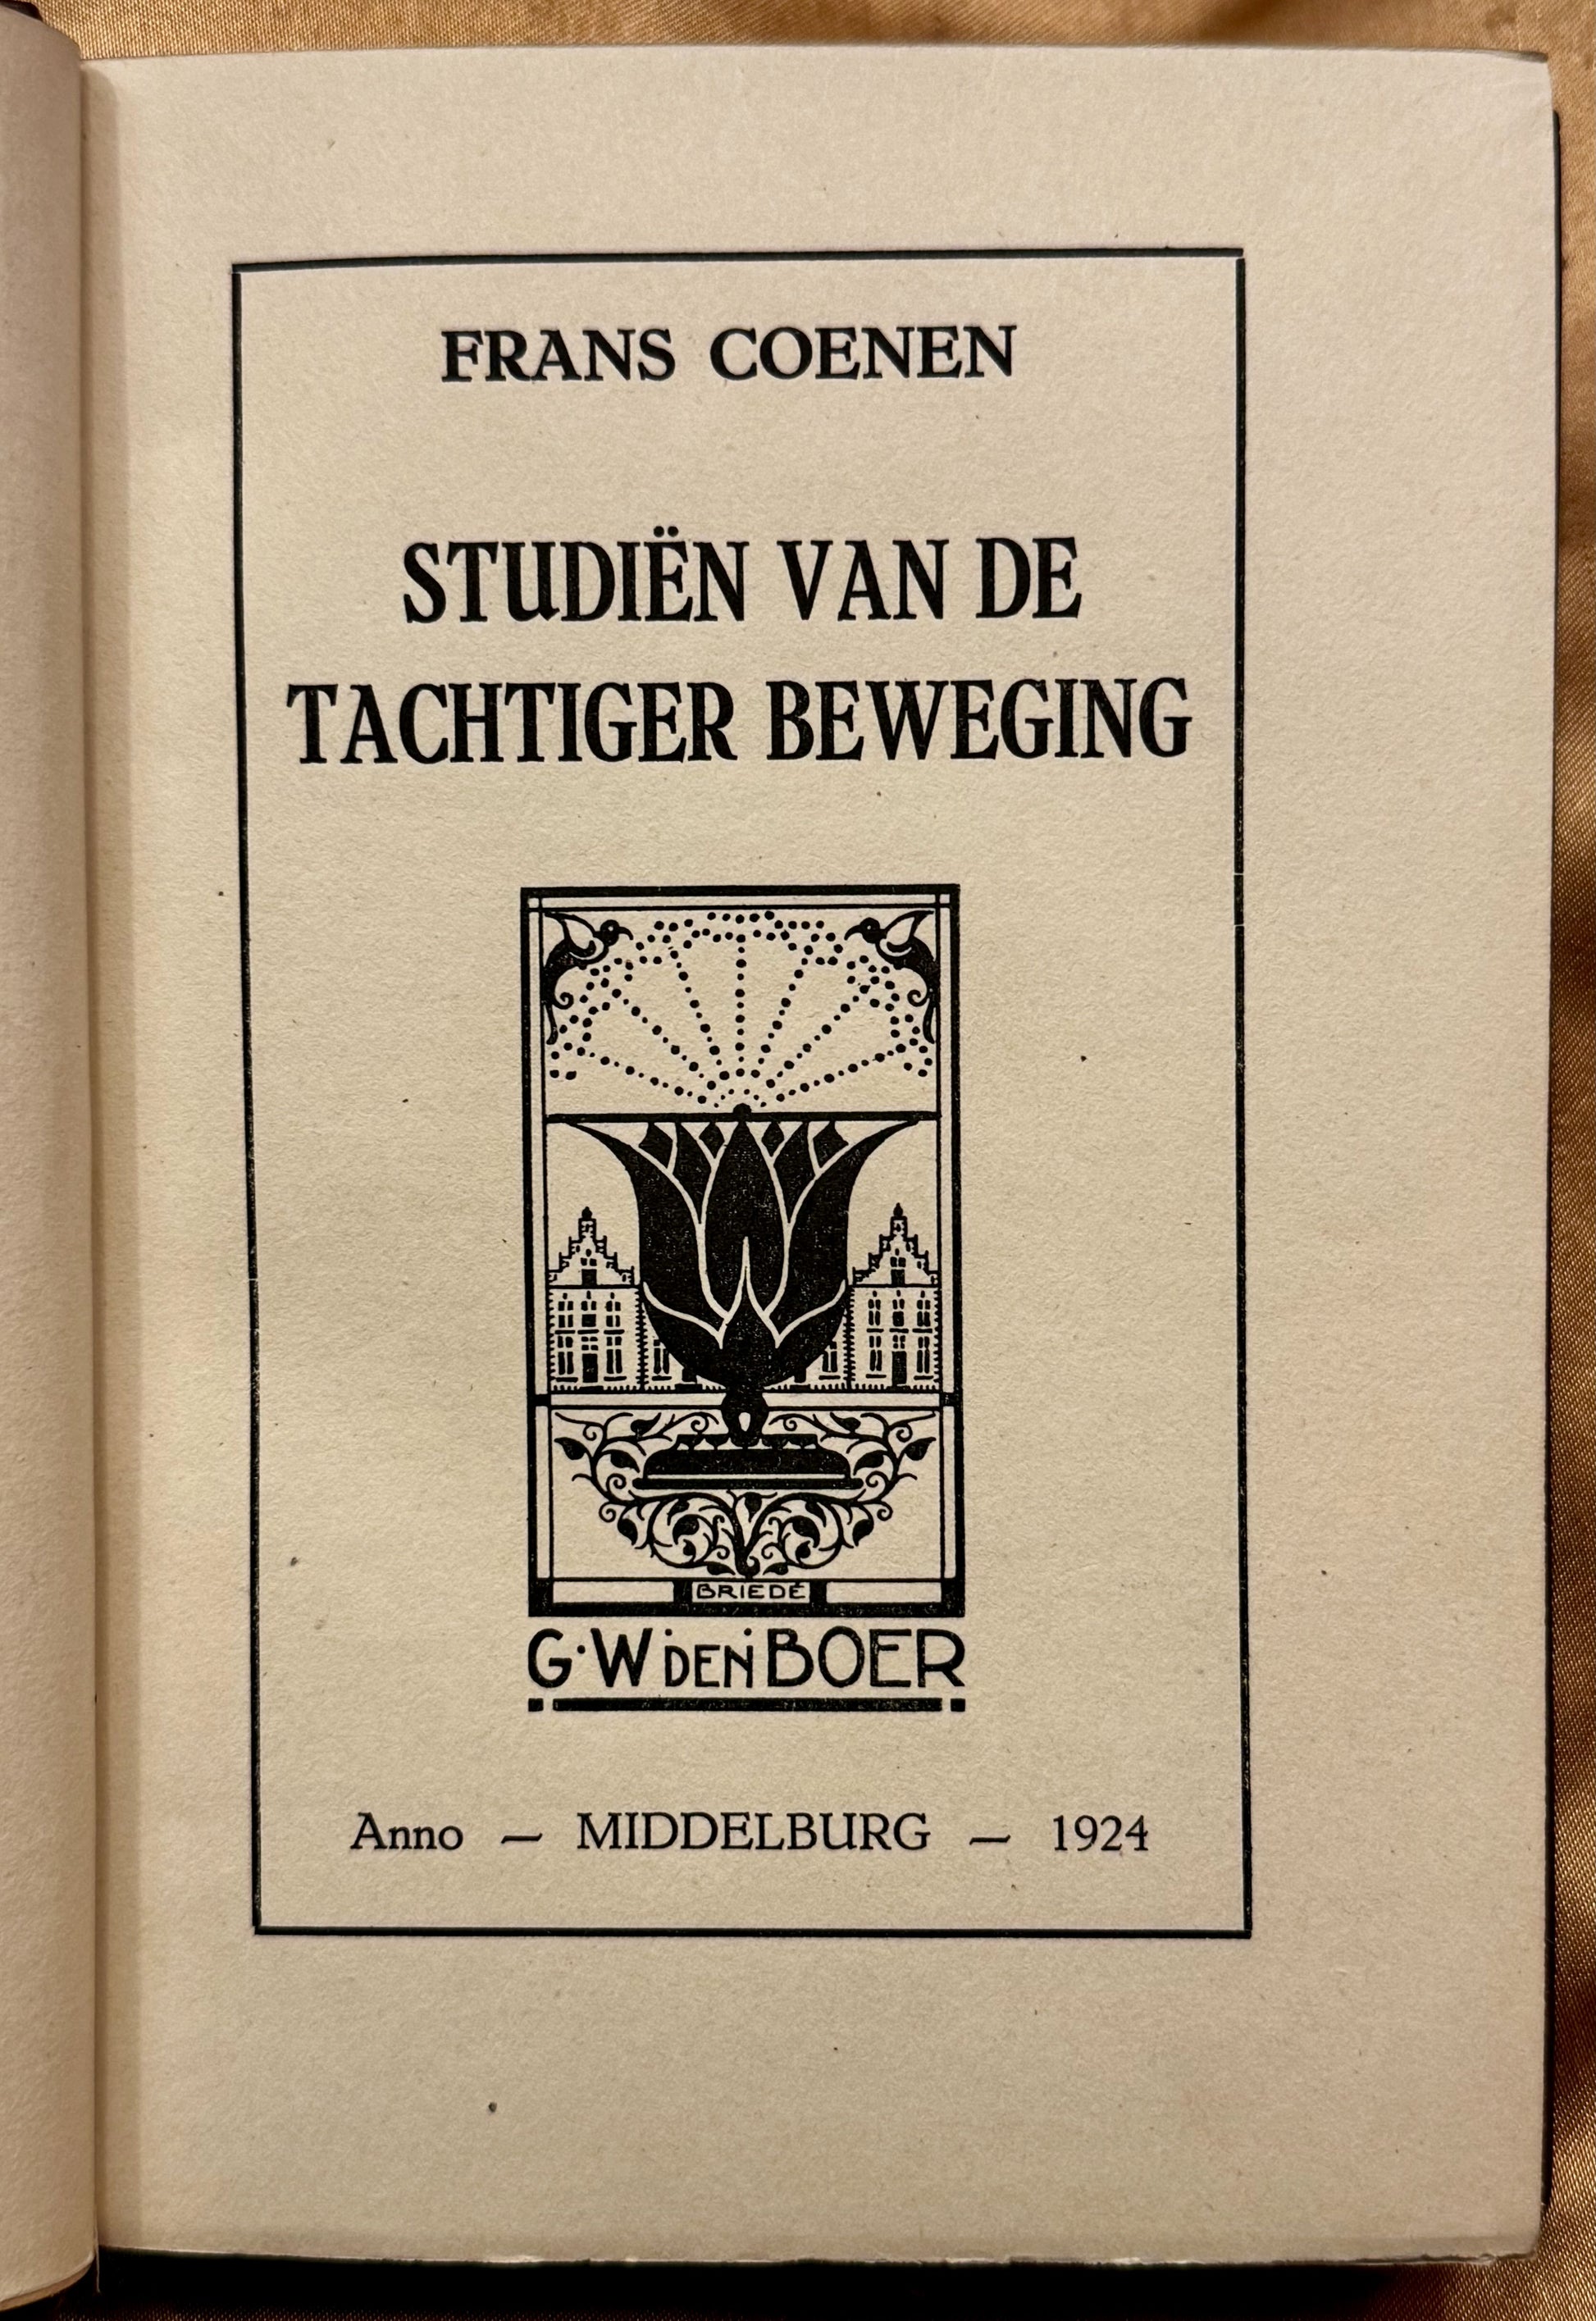 FRANS COENEN
STUDIËN VAN DE
TACHTIGER BEWEGING
BRIEDÉ
G·W DEN BOER
Anno — MIDDELBURG — 1924